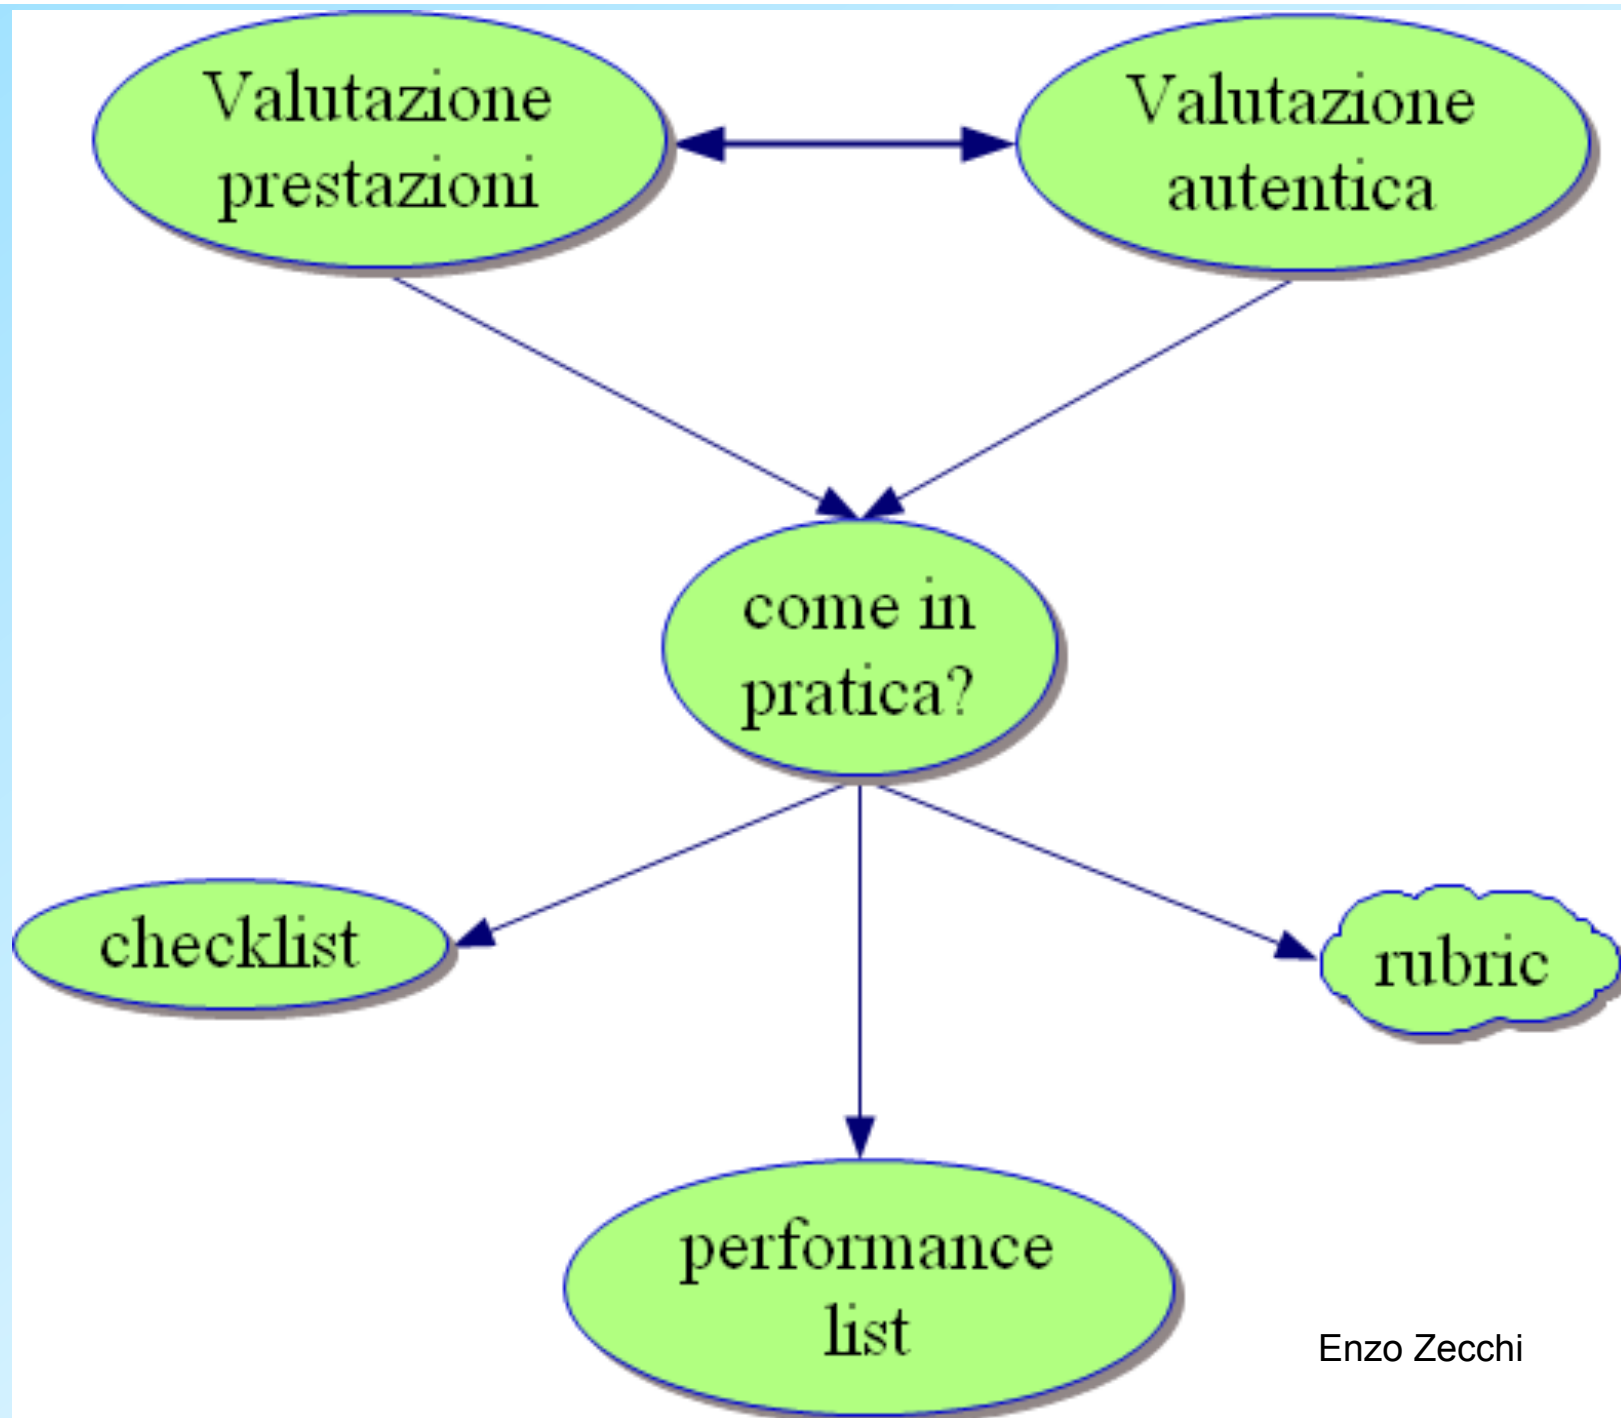 Valutazione
prestazioni
Valutazione
autentica
come in
pratica?
checklist
rubric
performance
list
Enzo Zecchi